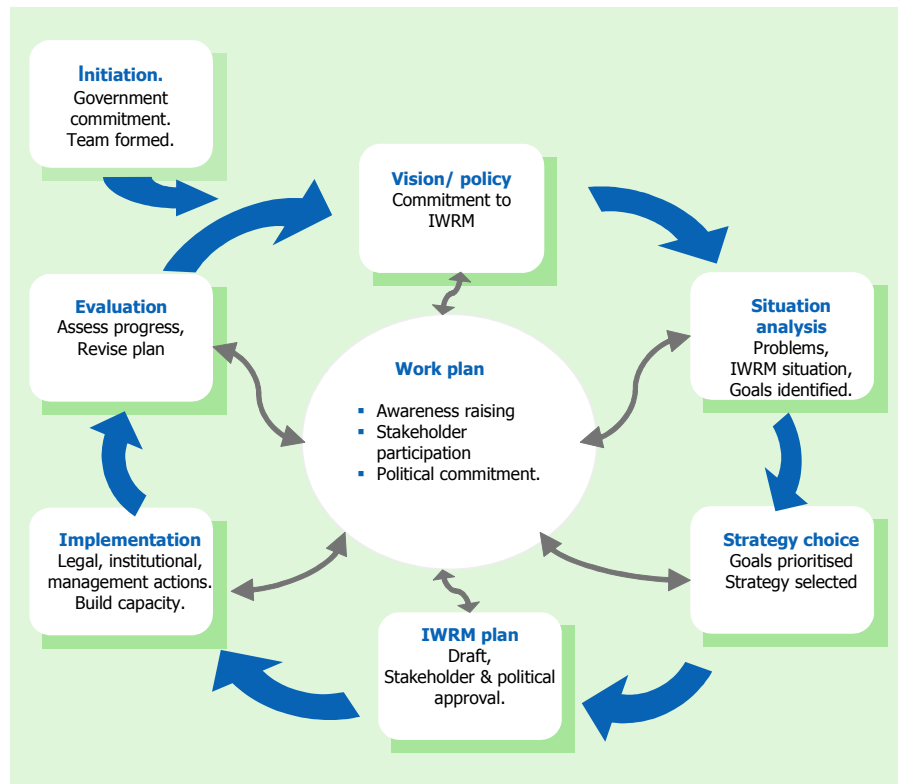 Initiation.
Government
commitment.
Team formed.
Vision/ policy
Commitment to
IWRM
Situation
analysis
Problems,
IWRM situation,
Goals identified.
Strategy choice
Goals prioritised
Strategy selected
IWRM plan
Draft,
Stakeholder & political
approval.
Implementation
Legal, institutional,
management actions.
Build capacity.
Evaluation
Assess progress,
Revise plan
Work plan
▪ Awareness raising
▪ Stakeholder
participation
▪ Political commitment.